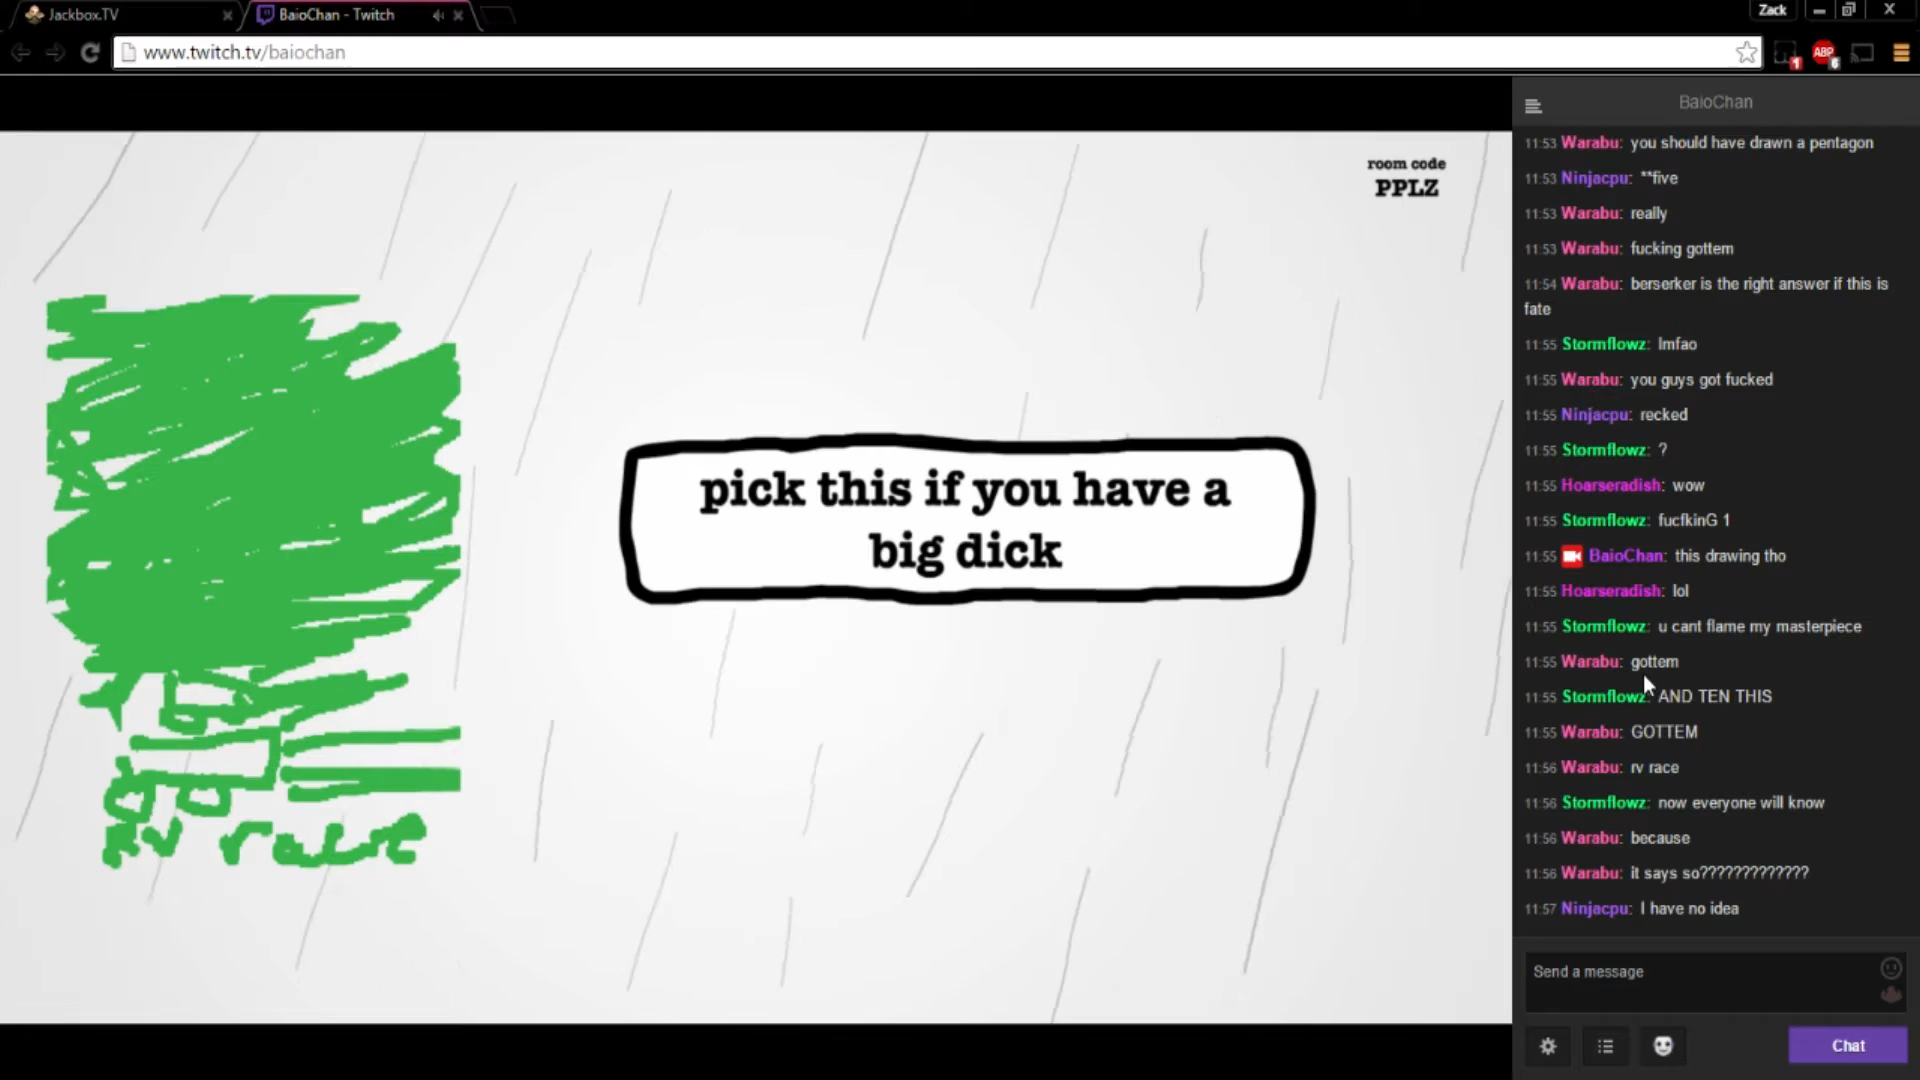 Jackbox.TV
BaioChan - Twitch
Zack
www.twitch.tv/baiochan
1
ABP
6
room code
PPLZ
pick this if you have a
big dick
rv race
BaioChan
11:53 Warabu: you should have drawn a pentagon
11:53 Ninjacpu: **five
11:53 Warabu: really
11:53 Warabu: fucking gottem
11:54 Warabu: berserker is the right answer if this is
fate
11:55 Stormflowz: lmfao
11:55 Warabu: you guys got fucked
11:55 Ninjacpu: recked
11:55 Stormflowz: ?
11:55 Hoarseradish: wow
11:55 Stormflowz: fucfkinG 1
11:55 BaioChan: this drawing tho
11:55 Hoarseradish: lol
11:55 Stormflowz: u cant flame my masterpiece
11:55 Warabu: gottem
11:55 Stormflowz: AND TEN THIS
11:55 Warabu: GOTTEM
11:56 Warabu: rv race
11:56 Stormflowz: now everyone will know
11:56 Warabu: because
11:56 Warabu: it says so?????????????
11:57 Ninjacpu: I have no idea
Send a message
Chat